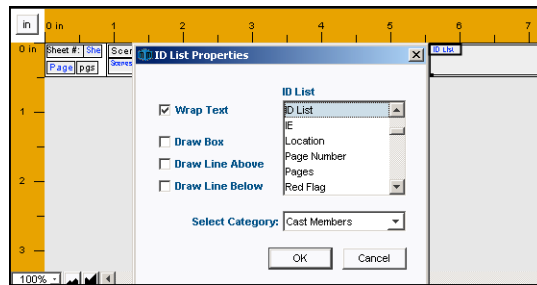 in 0 in 1 2 3 4 5 6 7
0 in Sheet #: She Scer ID List Properties ID List
Page pgs Scenes
ID List
Wrap Text ID List
IE
1 Location
Draw Box Page Number
Draw Line Above Pages
2 Draw Line Below Red Flag
Select Category: Cast Members
3 OK Cancel
100%